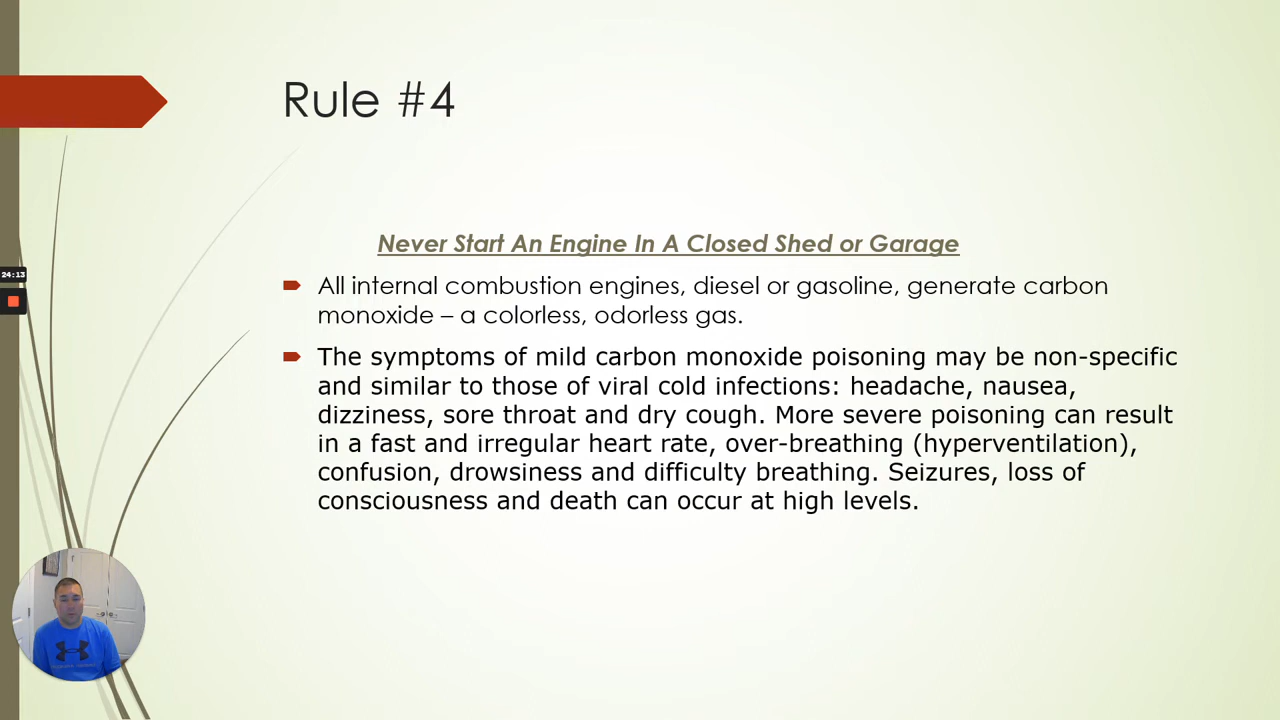 Rule #4
Never Start An Engine In A Closed Shed or Garage
All internal combustion engines, diesel or gasoline, generate carbon
monoxide – a colorless, odorless gas.
The symptoms of mild carbon monoxide poisoning may be non-specific
and similar to those of viral cold infections: headache, nausea,
dizziness, sore throat and dry cough. More severe poisoning can result
in a fast and irregular heart rate, over-breathing (hyperventilation),
confusion, drowsiness and difficulty breathing. Seizures, loss of
consciousness and death can occur at high levels.
24:13